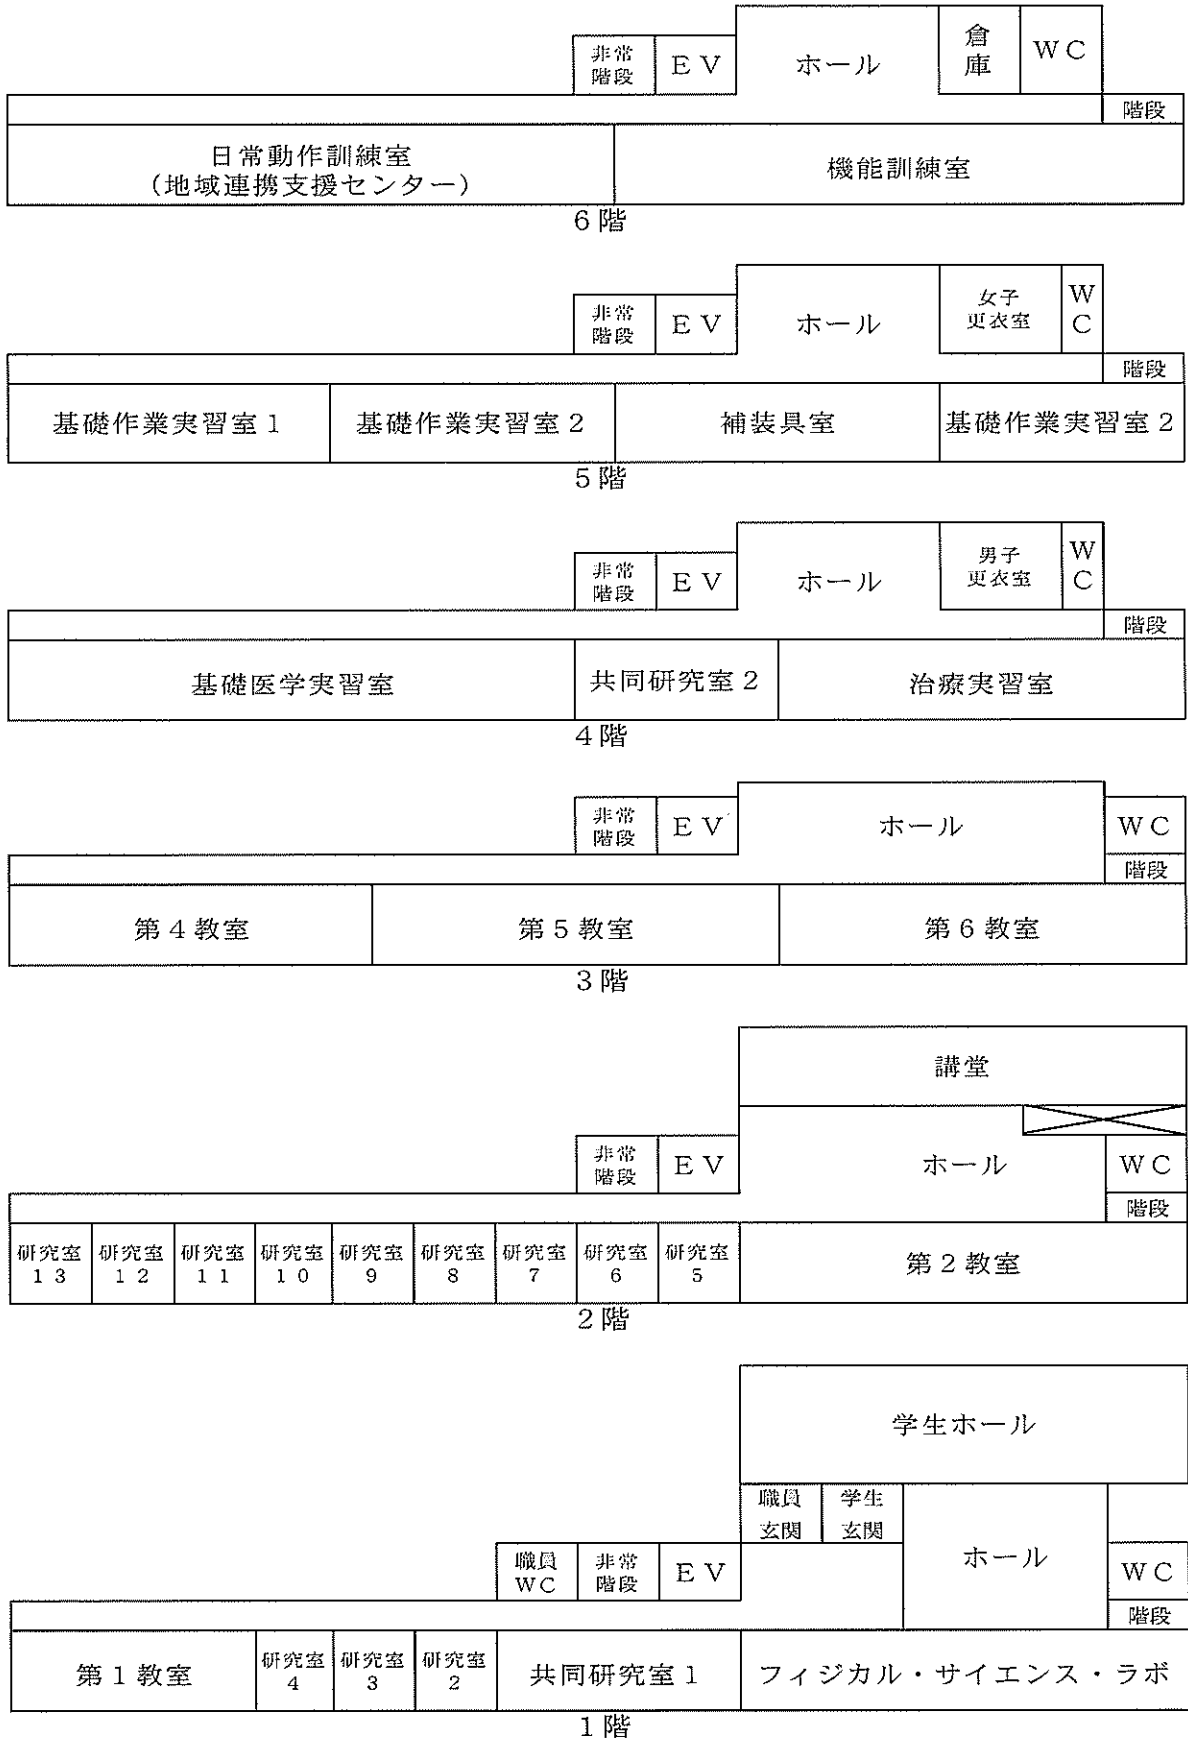 非常
階段
ＥＶ
ホール
倉
庫
ＷＣ
階段
日常動作訓練室
（地域連携支援センター）
機能訓練室
６階
非常
階段
ＥＶ
ホール
女子
更衣室
Ｗ
Ｃ
階段
基礎作業実習室１
基礎作業実習室２
補装具室
基礎作業実習室２
５階
非常
階段
ＥＶ
ホール
男子
更衣室
Ｗ
Ｃ
階段
基礎医学実習室
共同研究室２
治療実習室
４階
非常
階段
ＥＶ
ホール
ＷＣ
階段
第４教室
第５教室
第６教室
３階
講堂
非常
階段
ＥＶ
ホール
ＷＣ
階段
研究室
１３
研究室
１２
研究室
１１
研究室
１０
研究室
９
研究室
８
研究室
７
研究室
６
研究室
５
第２教室
２階
学生ホール
職員
玄関
学生
玄関
ホール
職員
ＷＣ
非常
階段
ＥＶ
ＷＣ
階段
第１教室
研究室
４
研究室
３
研究室
２
共同研究室１
フィジカル・サイエンス・ラボ
１階